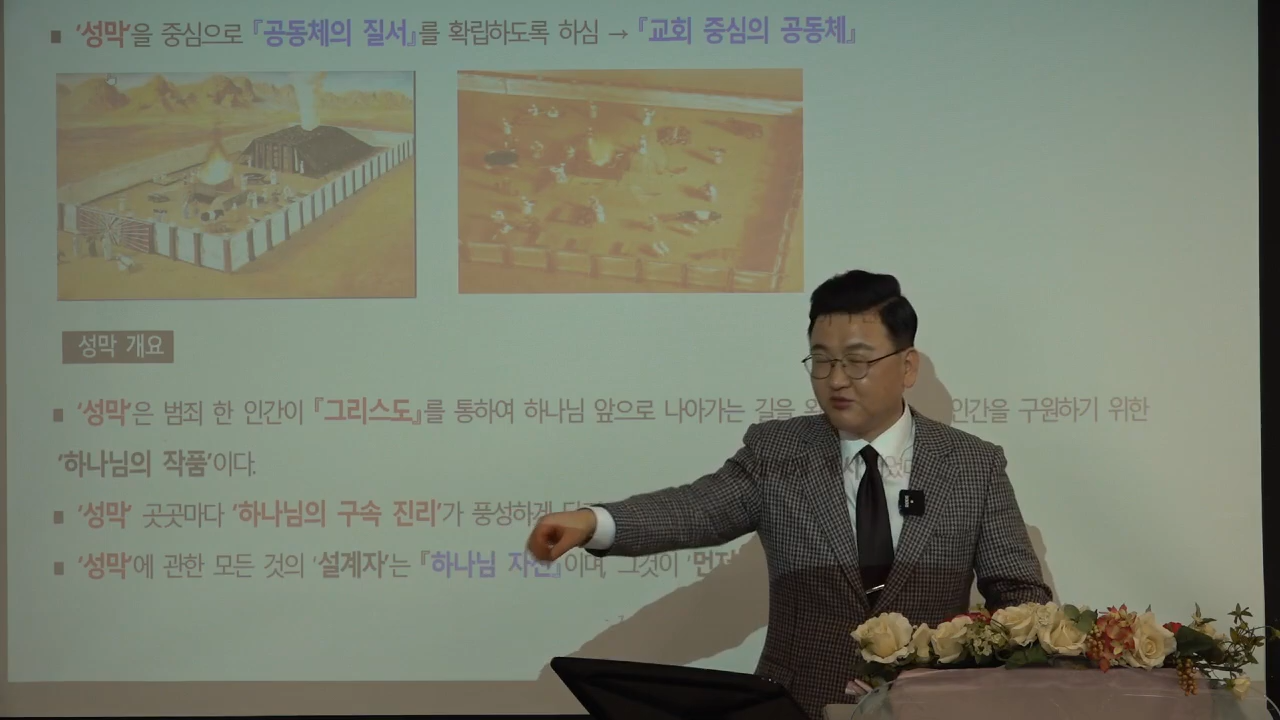 ▪ '성막'을 중심으로 『공동체의 질서』를 확립하도록 하심 → 『교회 중심의 공동체』
성막 개요
▪ '성막'은 범죄 한 인간이 『그리스도』를 통하여 하나님 앞으로 나아가는 길을 인간을 구원하기 위한
'하나님의 작품'이다.
▪ '성막' 곳곳마다 '하나님의 구속 진리'가 풍성하게
▪ '성막'에 관한 모든 것의 '설계자'는 『하나님 자신』이며, 그것이